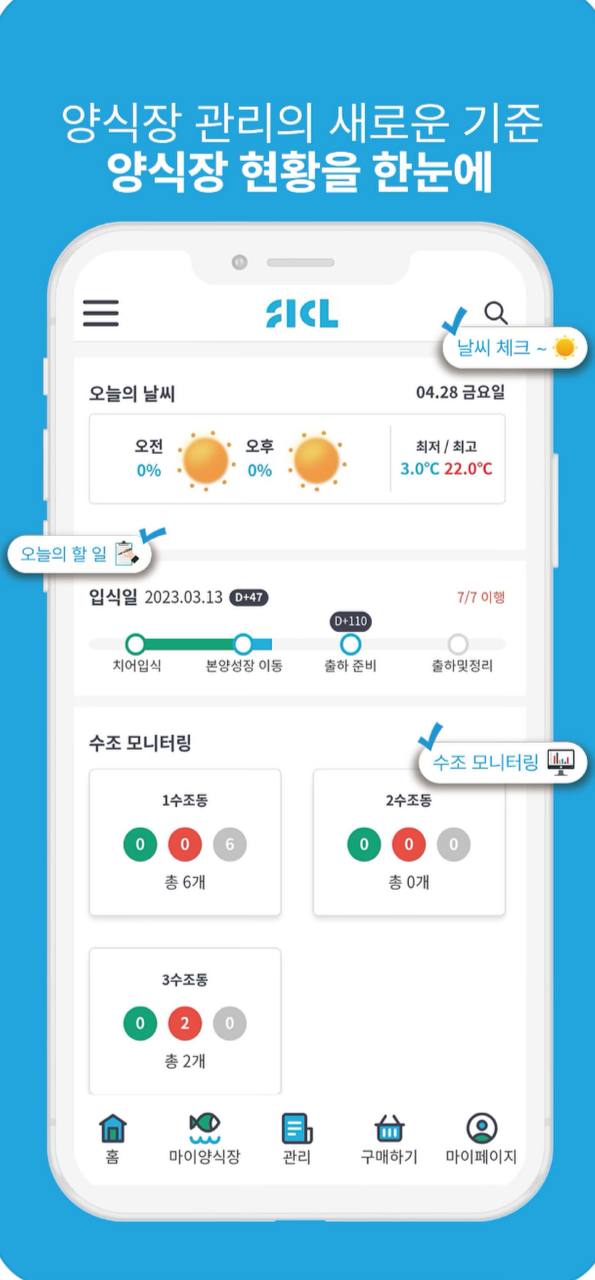 양식장 관리의 새로운 기준
양식장 현황을 한눈에
SICL
날씨 체크 ~
오늘의 날씨 04.28 금요일
오전 오후 최저 / 최고
0% 0% 3.0℃ 22.0℃
오늘의 할 일
입식일 2023.03.13 D+47 7/7 이행
D+110
치어입식 본양성장 이동 출하 준비 출하및정리
수조 모니터링
수조 모니터링
1수조동 2수조동
0 0 6 0 0 0
총 6개 총 0개
3수조동
0 2 0
총 2개
홈 마이양식장 관리 구매하기 마이페이지